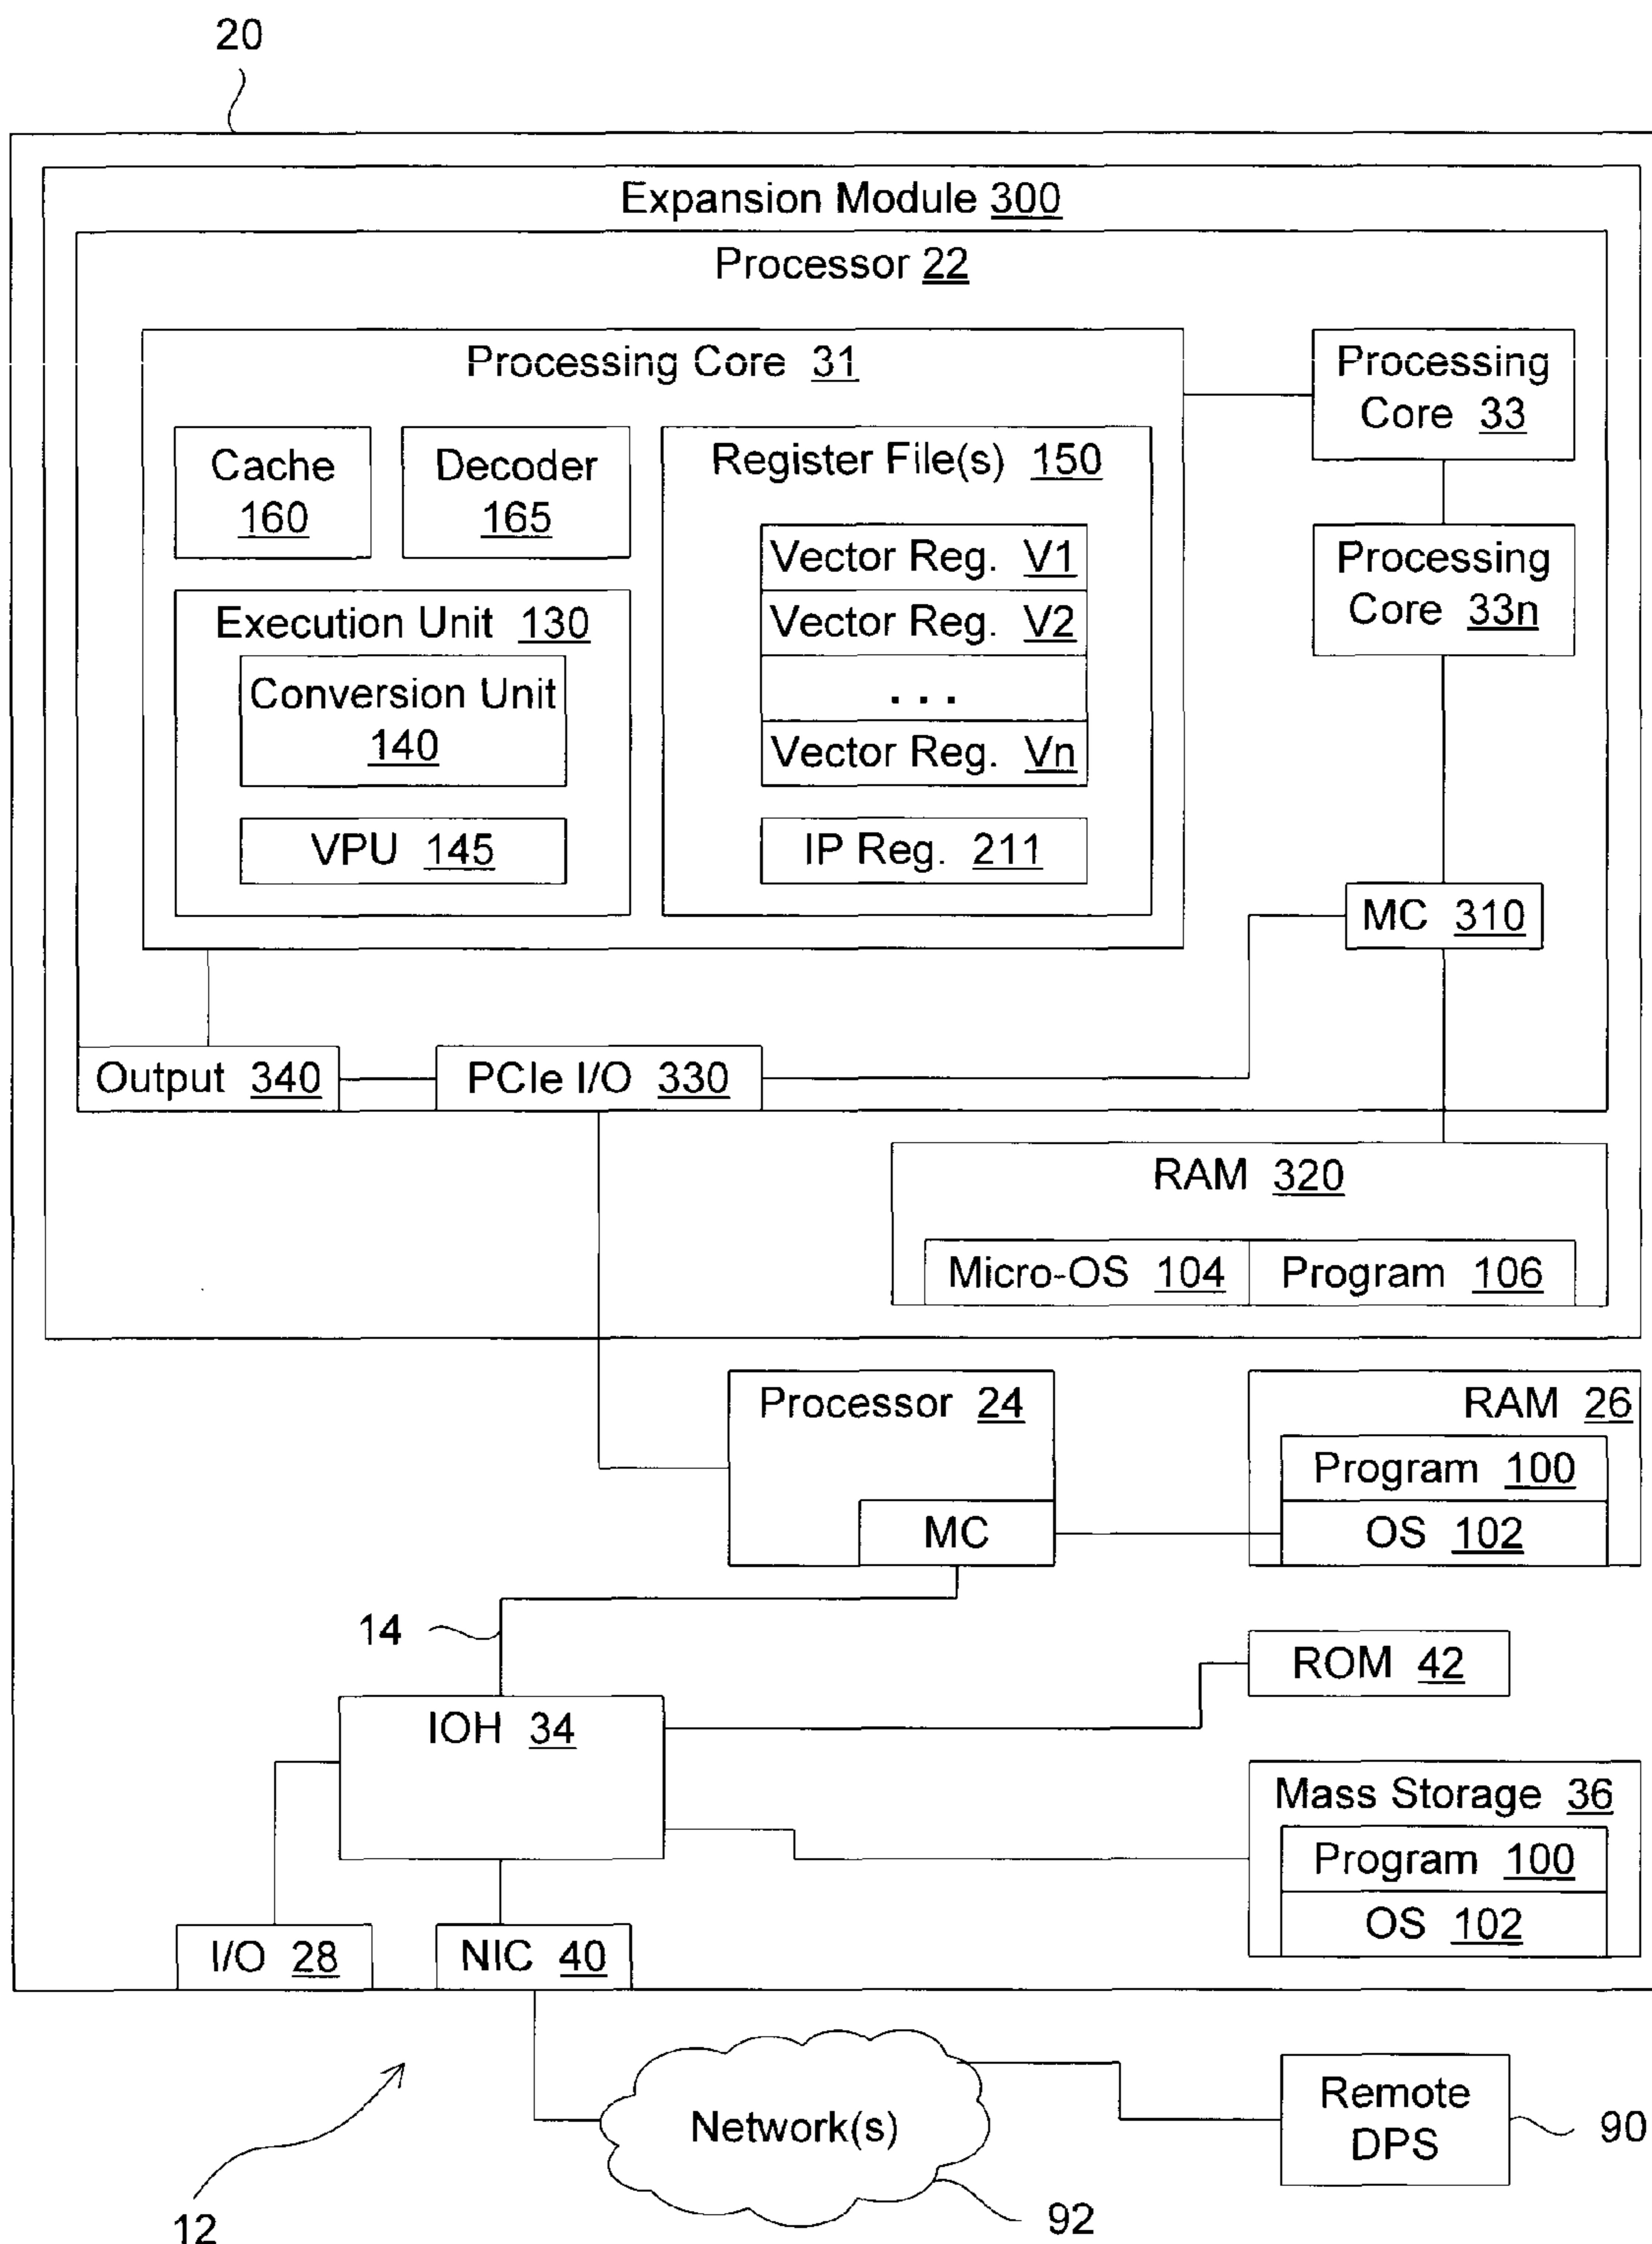 20
Expansion Module 300
Processor 22
Processing Core 31
Processing
Core 33
Cache
160
Decoder
165
Register File(s) 150
Vector Reg. V1
Vector Reg. V2
. . .
Vector Reg. Vn
IP Reg. 211
Processing
Core 33n
Execution Unit 130
Conversion Unit
140
VPU 145
MC 310
Output 340
PCIe I/O 330
RAM 320
Micro-OS 104
Program 106
Processor 24
MC
RAM 26
Program 100
OS 102
14
ROM 42
IOH 34
Mass Storage 36
Program 100
OS 102
I/O 28
NIC 40
Network(s)
Remote
DPS
90
92
12